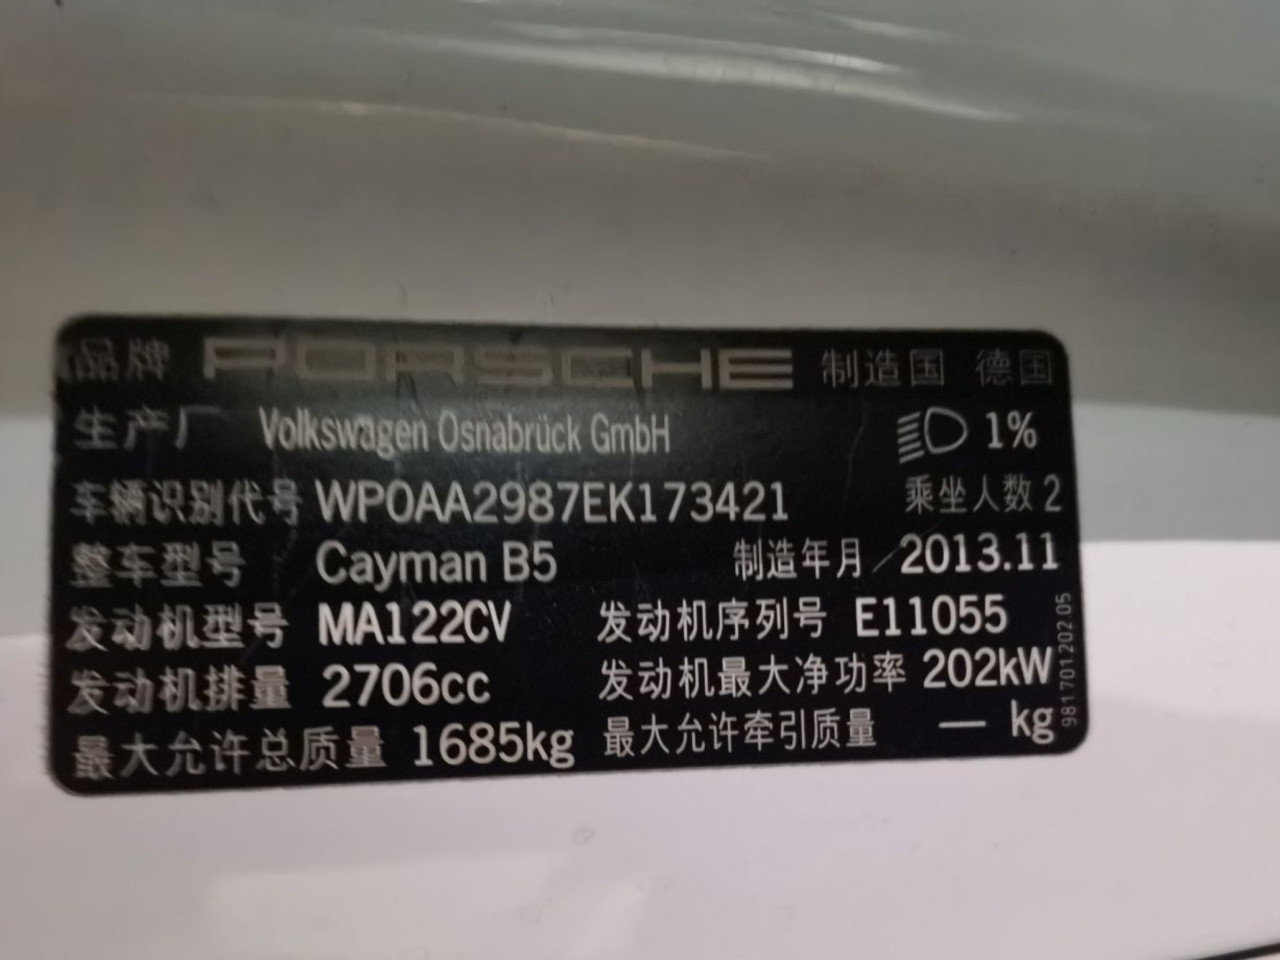 品牌 PORSCHE 制造国 德国
生产厂 Volkswagen Osnabrück GmbH 1%
车辆识别代号 WP0AA2987EK173421 乘坐人数 2
整车型号 Cayman B5 制造年月 2013.11
发动机型号 MA122CV 发动机序列号 E11055
发动机排量 2706cc 发动机最大净功率 202kW
最大允许总质量 1685kg 最大允许牵引质量 — kg
981 701 202 05